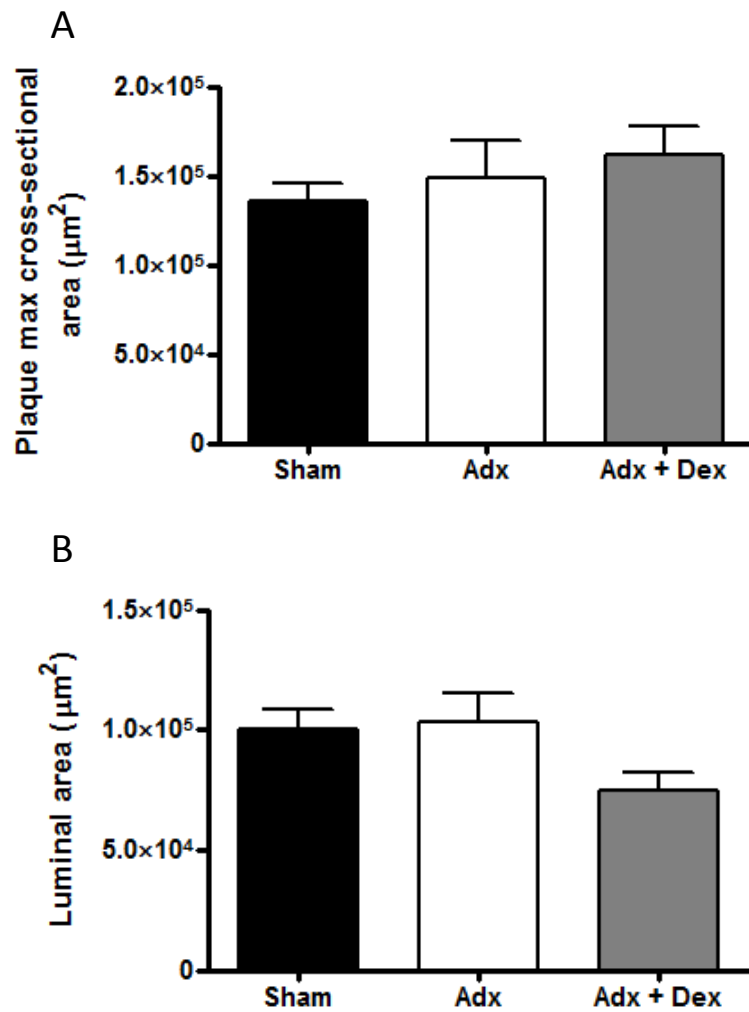 A
Plaque max cross-sectional
area (µm²)
2.0×10⁵
1.5×10⁵
1.0×10⁵
5.0×10⁴
0
Sham Adx Adx + Dex
B
Luminal area (µm²)
1.5×10⁵
1.0×10⁵
5.0×10⁴
0
Sham Adx Adx + Dex